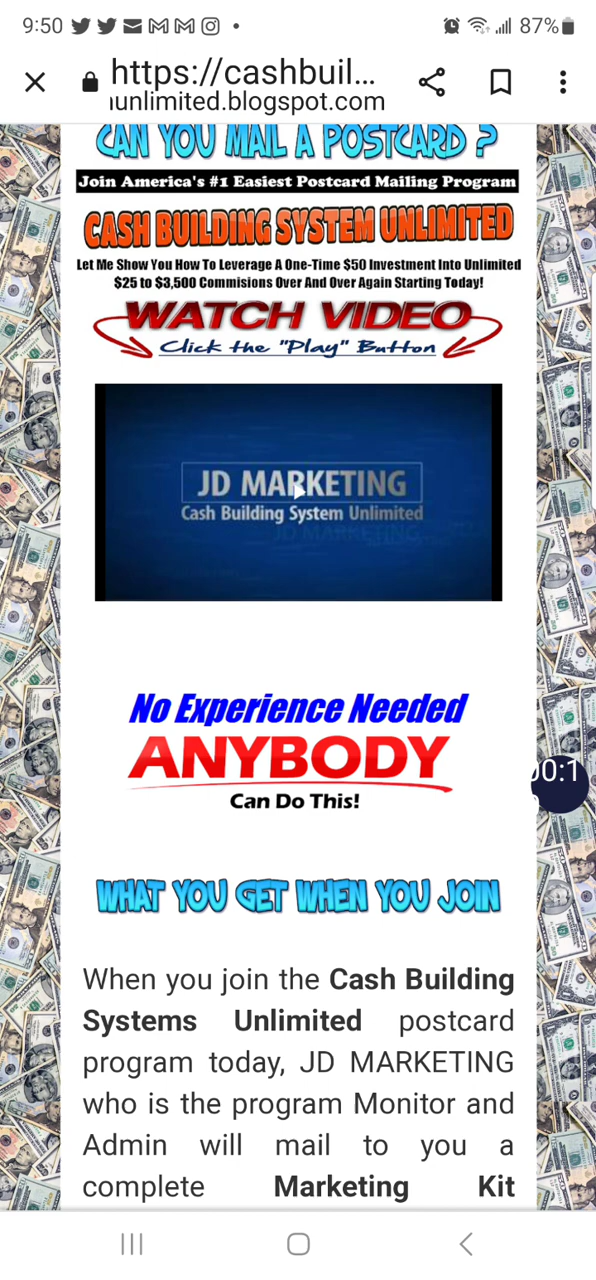 9:50
87%
https://cashbuil...
unlimited.blogspot.com
CAN YOU MAIL A POSTCARD ?
Join America's #1 Easiest Postcard Mailing Program
CASH BUILDING SYSTEM UNLIMITED
Let Me Show You How To Leverage A One-Time $50 Investment Into Unlimited
$25 to $3,500 Commisions Over And Over Again Starting Today!
WATCH VIDEO
Click the "Play" Button
JD MARKETING
Cash Building System Unlimited
JD MARKETING
No Experience Needed
ANYBODY
Can Do This!
00:1
WHAT YOU GET WHEN YOU JOIN
When you join the Cash Building
Systems Unlimited postcard
program today, JD MARKETING
who is the program Monitor and
Admin will mail to you a
complete Marketing Kit